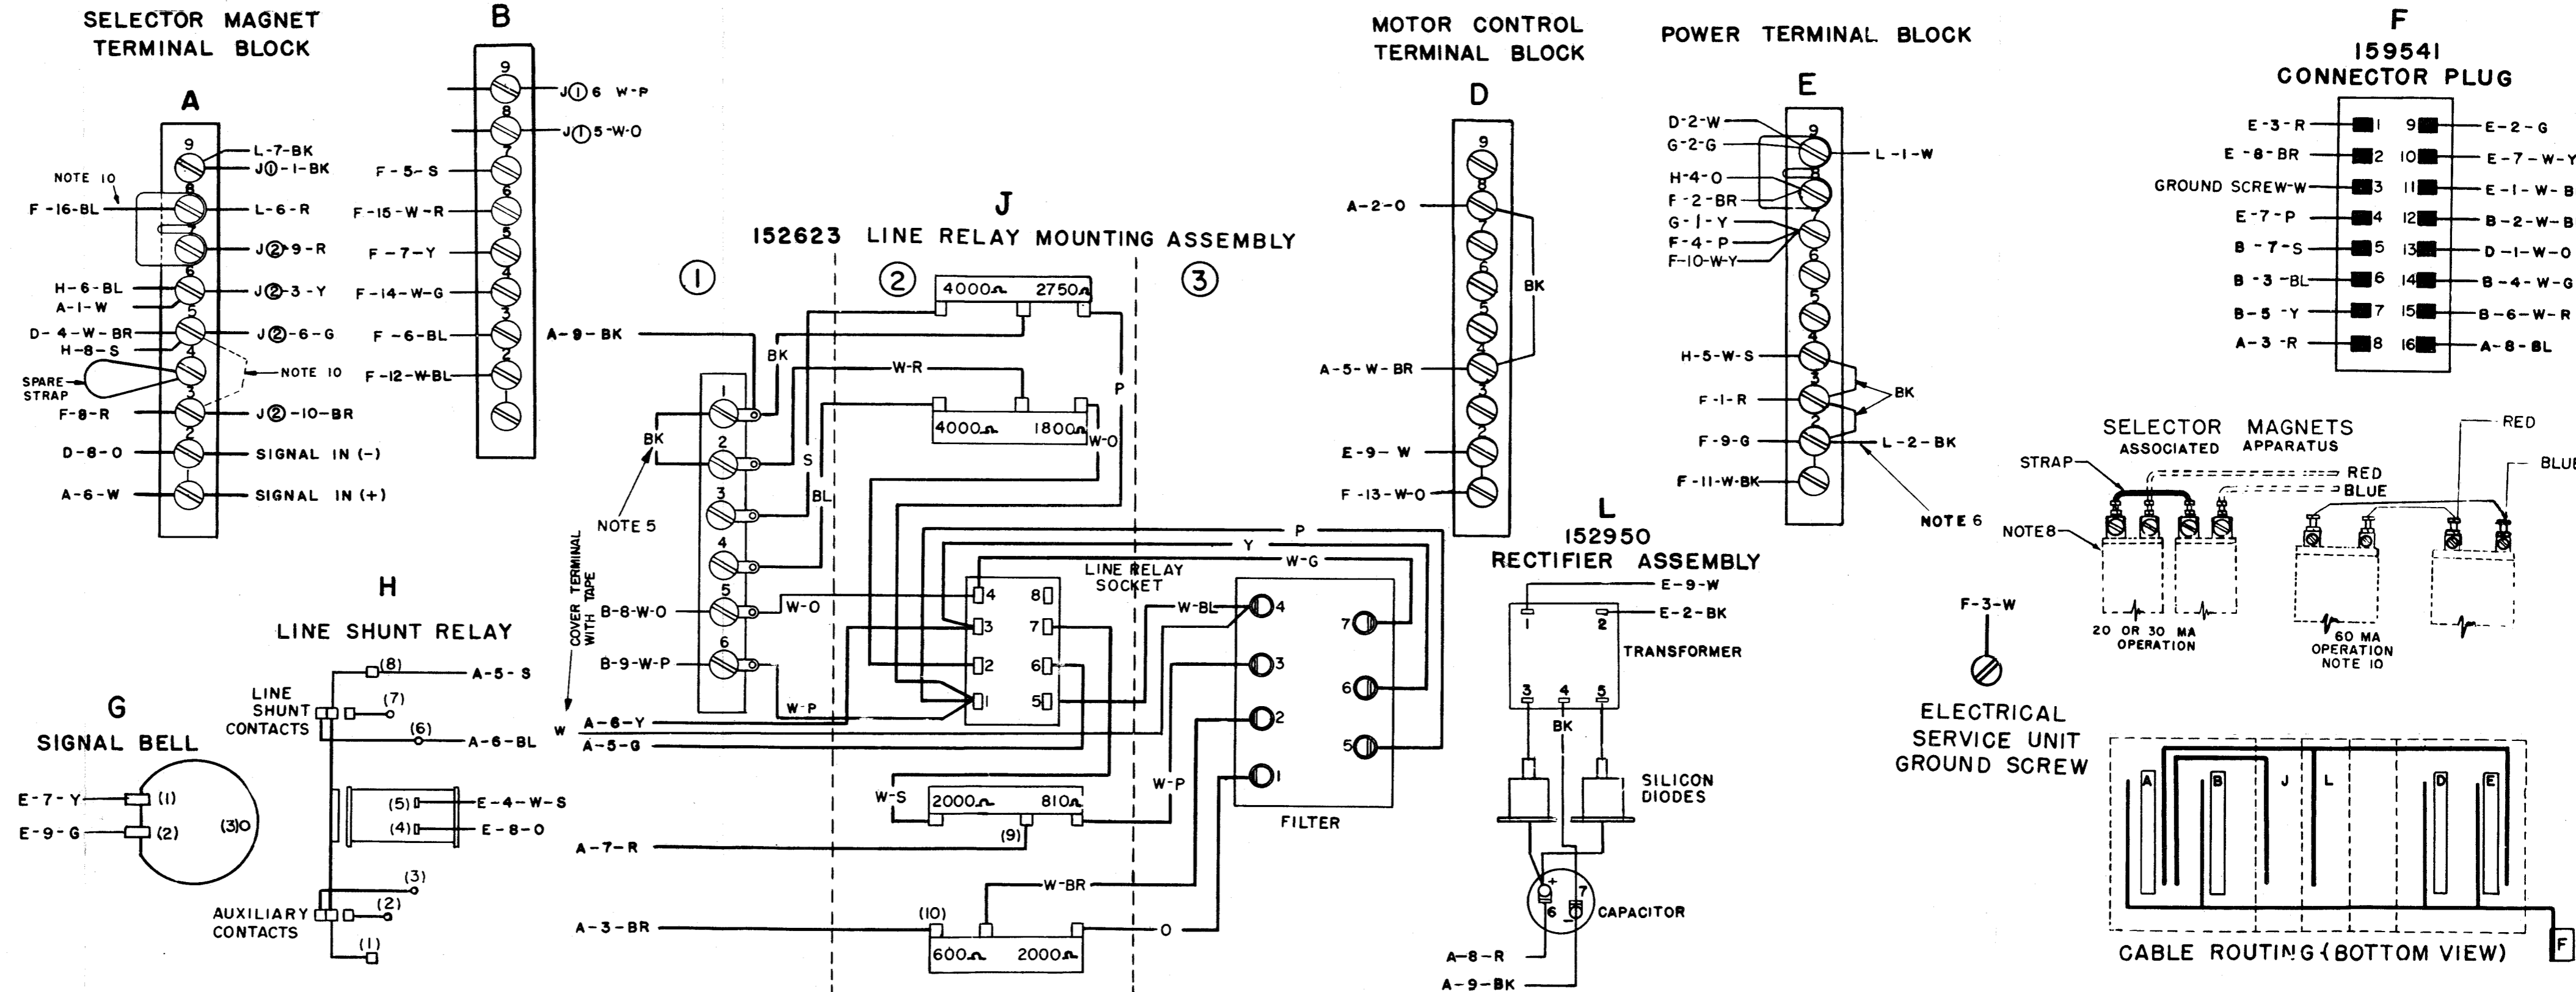 SELECTOR MAGNET
TERMINAL BLOCK
A
9
8
7
6
5
4
3
2
1
L-7-BK
J①-1-BK
NOTE 10
F-16-BL
L-6-R
J②-9-R
H-6-BL
A-1-W
J②-3-Y
D-4-W-BR
H-8-S
J②-6-G
NOTE 10
SPARE
STRAP
F-8-R
J②-10-BR
D-8-O
SIGNAL IN (-)
A-6-W
SIGNAL IN (+)
B
9
8
7
6
5
4
3
2
1
J①6 W-P
J①5-W-O
F-5-S
F-15-W-R
F-7-Y
F-14-W-G
F-6-BL
F-12-W-BL
J
152623 LINE RELAY MOUNTING ASSEMBLY
①
②
③
A-9-BK
BK
BK
NOTE 5
1
2
3
4
5
6
B-8-W-O
B-9-W-P
W-O
W-P
4000Ω 2750Ω
W-R
4000Ω 1800Ω
S
BL
P
W-O
P
Y
W-G
LINE RELAY
SOCKET
4 8
3 7
2 6
1 5
W-BL
4
3
2
1
7
6
5
FILTER
COVER TERMINAL
WITH TAPE
W
A-6-Y
A-5-G
W-S
2000Ω 810Ω
(9)
W-P
A-7-R
W-BR
A-3-BR
(10)
600Ω 2000Ω
O
H
LINE SHUNT RELAY
(8)
A-5-S
LINE
SHUNT
CONTACTS
(7)
(6)
A-6-BL
(5)
E-4-W-S
(4)
E-8-O
(3)
AUXILIARY
CONTACTS
(2)
(1)
G
SIGNAL BELL
E-7-Y
(1)
E-9-G
(2)
(3)
MOTOR CONTROL
TERMINAL BLOCK
D
9
8
7
6
5
4
3
2
1
A-2-O
BK
A-5-W-BR
E-9-W
F-13-W-O
POWER TERMINAL BLOCK
E
9
8
7
6
5
4
3
2
1
D-2-W
G-2-G
L-1-W
H-4-O
F-2-BR
G-1-Y
F-4-P
F-10-W-Y
H-5-W-S
F-1-R
BK
F-9-G
L-2-BK
F-11-W-BK
NOTE 6
L
152950
RECTIFIER ASSEMBLY
E-9-W
E-2-BK
1 2
TRANSFORMER
3 4 5
BK
SILICON
DIODES
+
6
7
-
CAPACITOR
A-8-R
A-9-BK
F
159541
CONNECTOR PLUG
E-3-R 1 9 E-2-G
E-8-BR 2 10 E-7-W-Y
GROUND SCREW-W 3 11 E-1-W-B
E-7-P 4 12 B-2-W-B
B-7-S 5 13 D-1-W-O
B-3-BL 6 14 B-4-W-G
B-5-Y 7 15 B-6-W-R
A-3-R 8 16 A-8-BL
SELECTOR MAGNETS
ASSOCIATED APPARATUS
STRAP
RED
BLUE
RED
BLUE
NOTE 8
20 OR 30 MA
OPERATION
60 MA
OPERATION
NOTE 10
F-3-W
ELECTRICAL
SERVICE UNIT
GROUND SCREW
A B J L D E
F
CABLE ROUTING (BOTTOM VIEW)